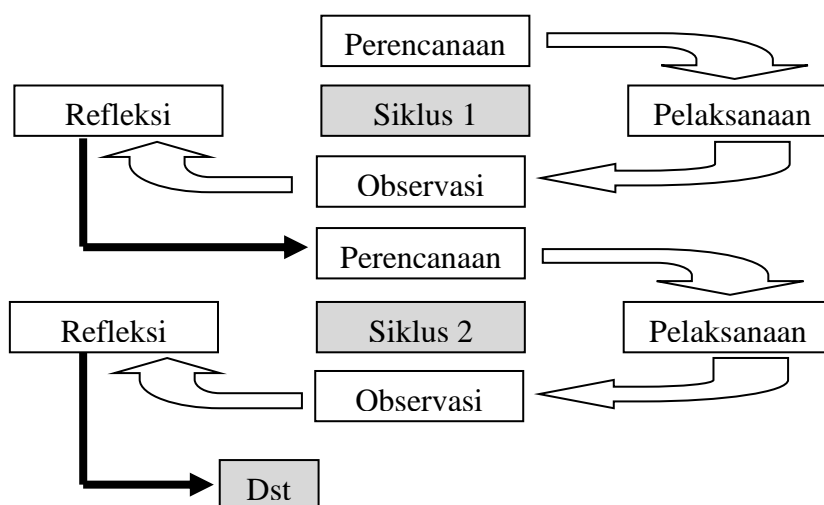 Perencanaan
Refleksi
Siklus 1
Pelaksanaan
Observasi
Perencanaan
Refleksi
Siklus 2
Pelaksanaan
Observasi
Dst